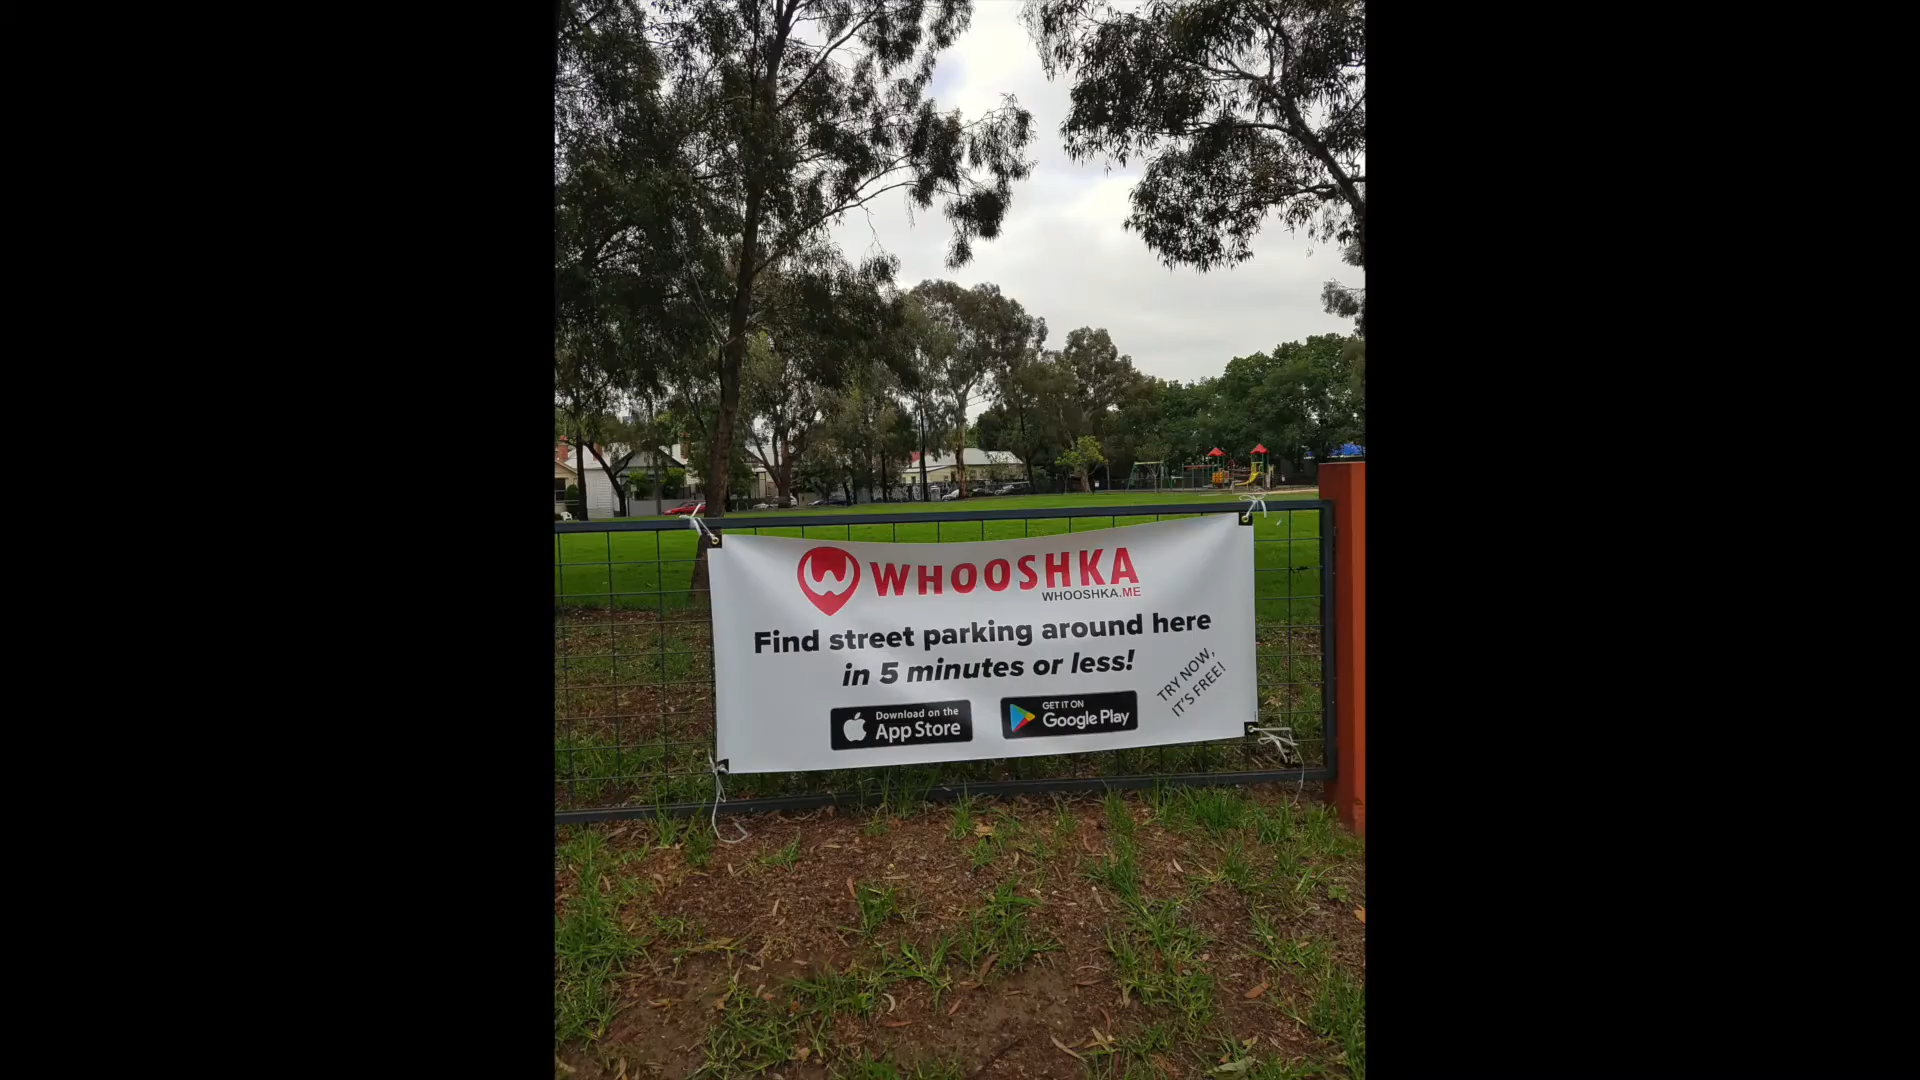 WHOOSHKA
WHOOSHKA.ME
Find street parking around here
in 5 minutes or less!
TRY NOW,
IT'S FREE!
Download on the
App Store
GET IT ON
Google Play